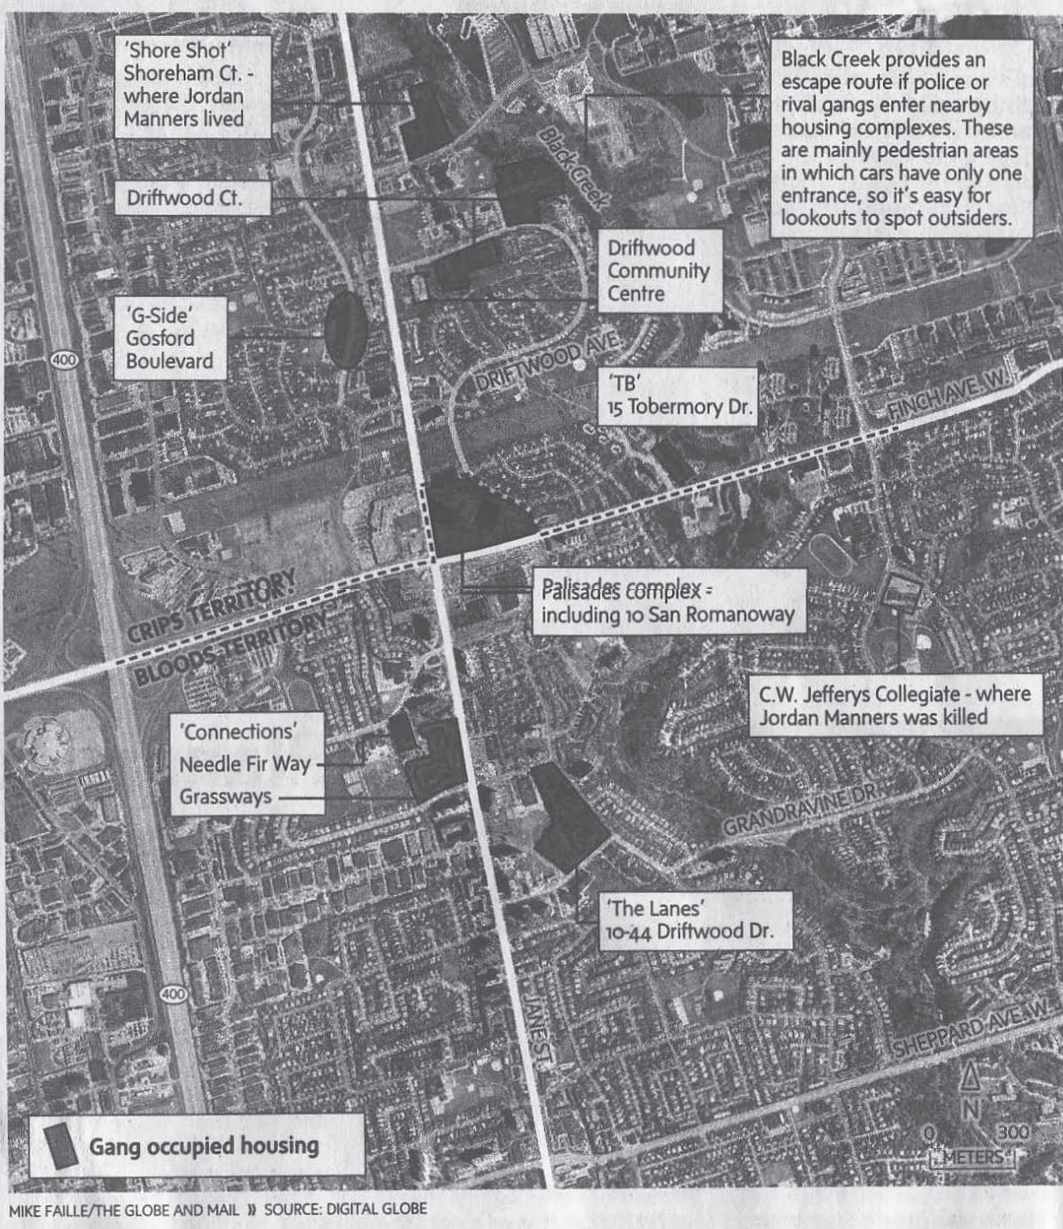 'Shore Shot'
Shoreham Ct. -
where Jordan
Manners lived
Black Creek provides an
escape route if police or
rival gangs enter nearby
housing complexes. These
are mainly pedestrian areas
in which cars have only one
entrance, so it's easy for
lookouts to spot outsiders.
Black Creek
Driftwood Ct.
Driftwood
Community
Centre
'G-Side'
Gosford
Boulevard
400
DRIFTWOOD AVE.
'TB'
15 Tobermory Dr.
FINCH AVE. W.
Palisades complex -
including 10 San Romanoway
CRIPS TERRITORY
BLOODS TERRITORY
C.W. Jefferys Collegiate - where
Jordan Manners was killed
'Connections'
Needle Fir Way
Grassways
GRANDRAVINE DR.
'The Lanes'
10-44 Driftwood Dr.
400
JANE ST.
SHEPPARD AVE. W.
N
0 300
METERS
Gang occupied housing
MIKE FAILLE/THE GLOBE AND MAIL » SOURCE: DIGITAL GLOBE